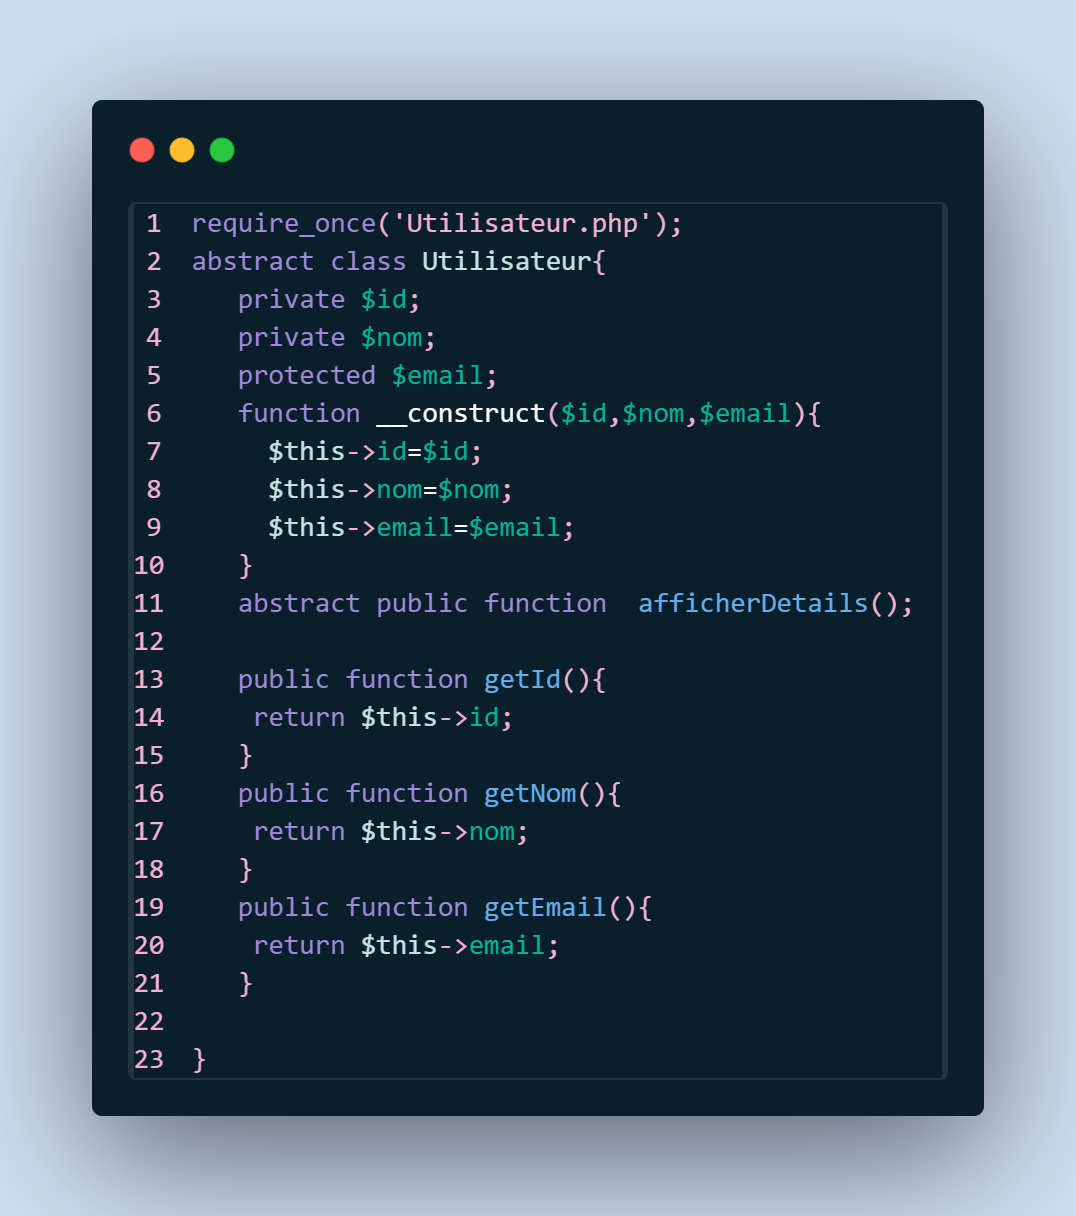 1 require_once('Utilisateur.php');
2 abstract class Utilisateur{
3    private $id;
4    private $nom;
5    protected $email;
6    function __construct($id,$nom,$email){
7      $this->id=$id;
8      $this->nom=$nom;
9      $this->email=$email;
10    }
11    abstract public function  afficherDetails();
12
13    public function getId(){
14     return $this->id;
15    }
16    public function getNom(){
17     return $this->nom;
18    }
19    public function getEmail(){
20     return $this->email;
21    }
22
23 }